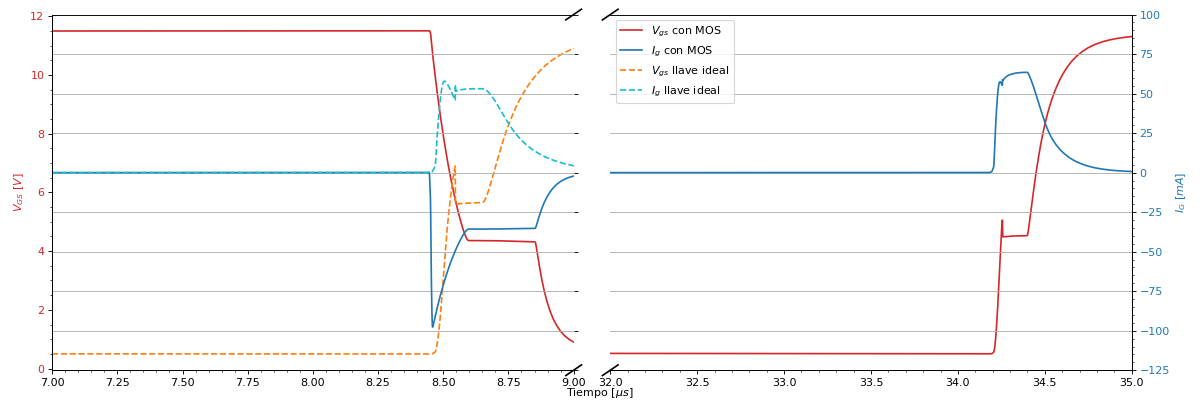 12
10
8
6
4
2
0
V_GS [V]
7.00 7.25 7.50 7.75 8.00 8.25 8.50 8.75 9.00
V_gs con MOS
I_g con MOS
V_gs llave ideal
I_g llave ideal
32.0 32.5 33.0 33.5 34.0 34.5 35.0
100
75
50
25
0
−25
−50
−75
−100
−125
I_G [mA]
Tiempo [μs]